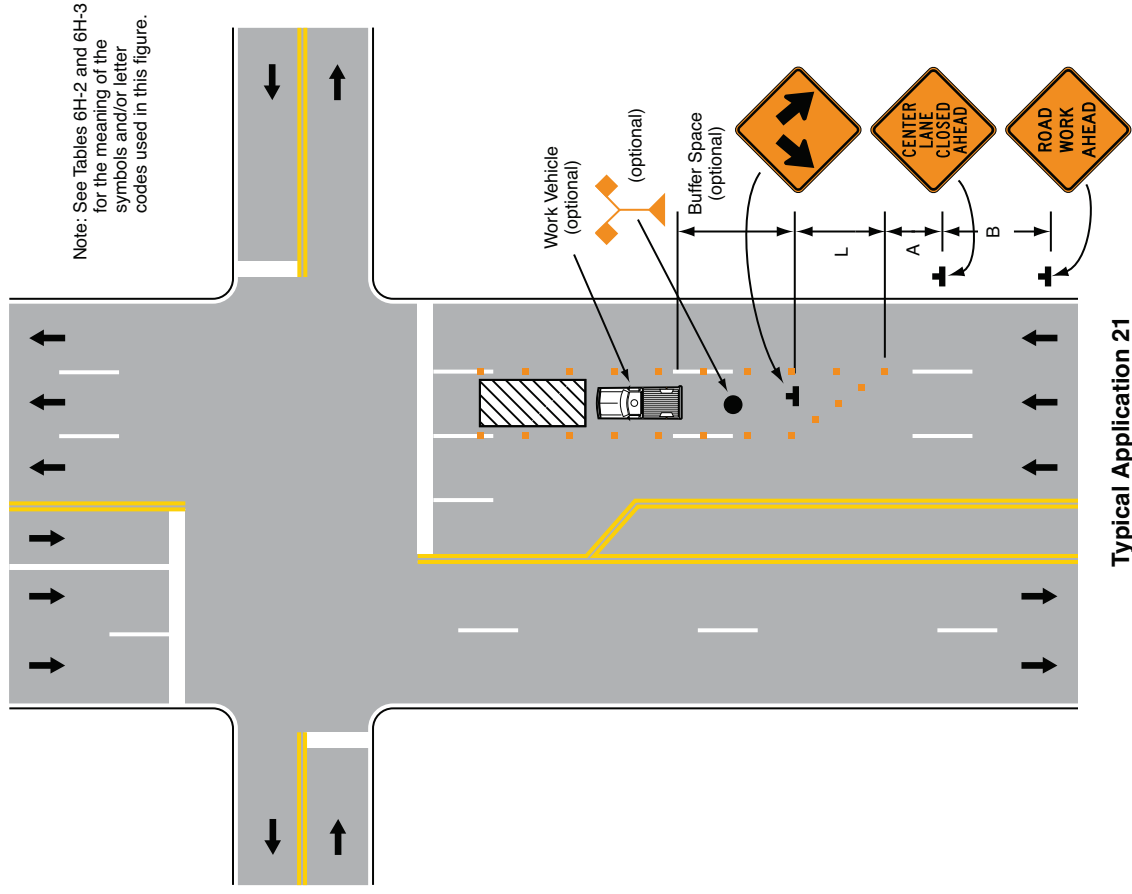 Note: See Tables 6H-2 and 6H-3
for the meaning of the
symbols and/or letter
codes used in this figure.
Work Vehicle
(optional)
(optional)
Buffer Space
(optional)
L
A
B
CENTER
LANE
CLOSED
AHEAD
ROAD
WORK
AHEAD
Typical Application 21